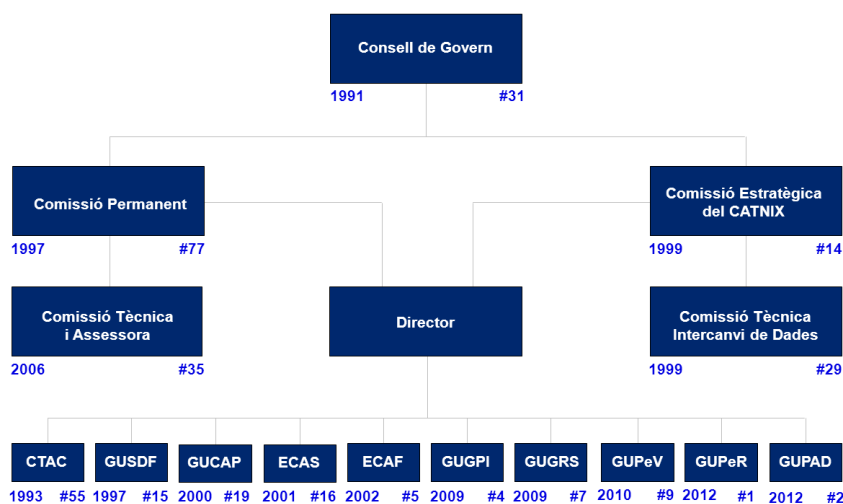 Consell de Govern
1991 #31
Comissió Permanent
1997 #77
Comissió Estratègica
del CATNIX
1999 #14
Comissió Tècnica
i Assessora
2006 #35
Director
Comissió Tècnica
Intercanvi de Dades
1999 #29
CTAC GUSDF GUCAP ECAS ECAF GUGPI GUGRS GUPeV GUPeR GUPAD
1993 #55 1997 #15 2000 #19 2001 #16 2002 #5 2009 #4 2009 #7 2010 #9 2012 #1 2012 #2